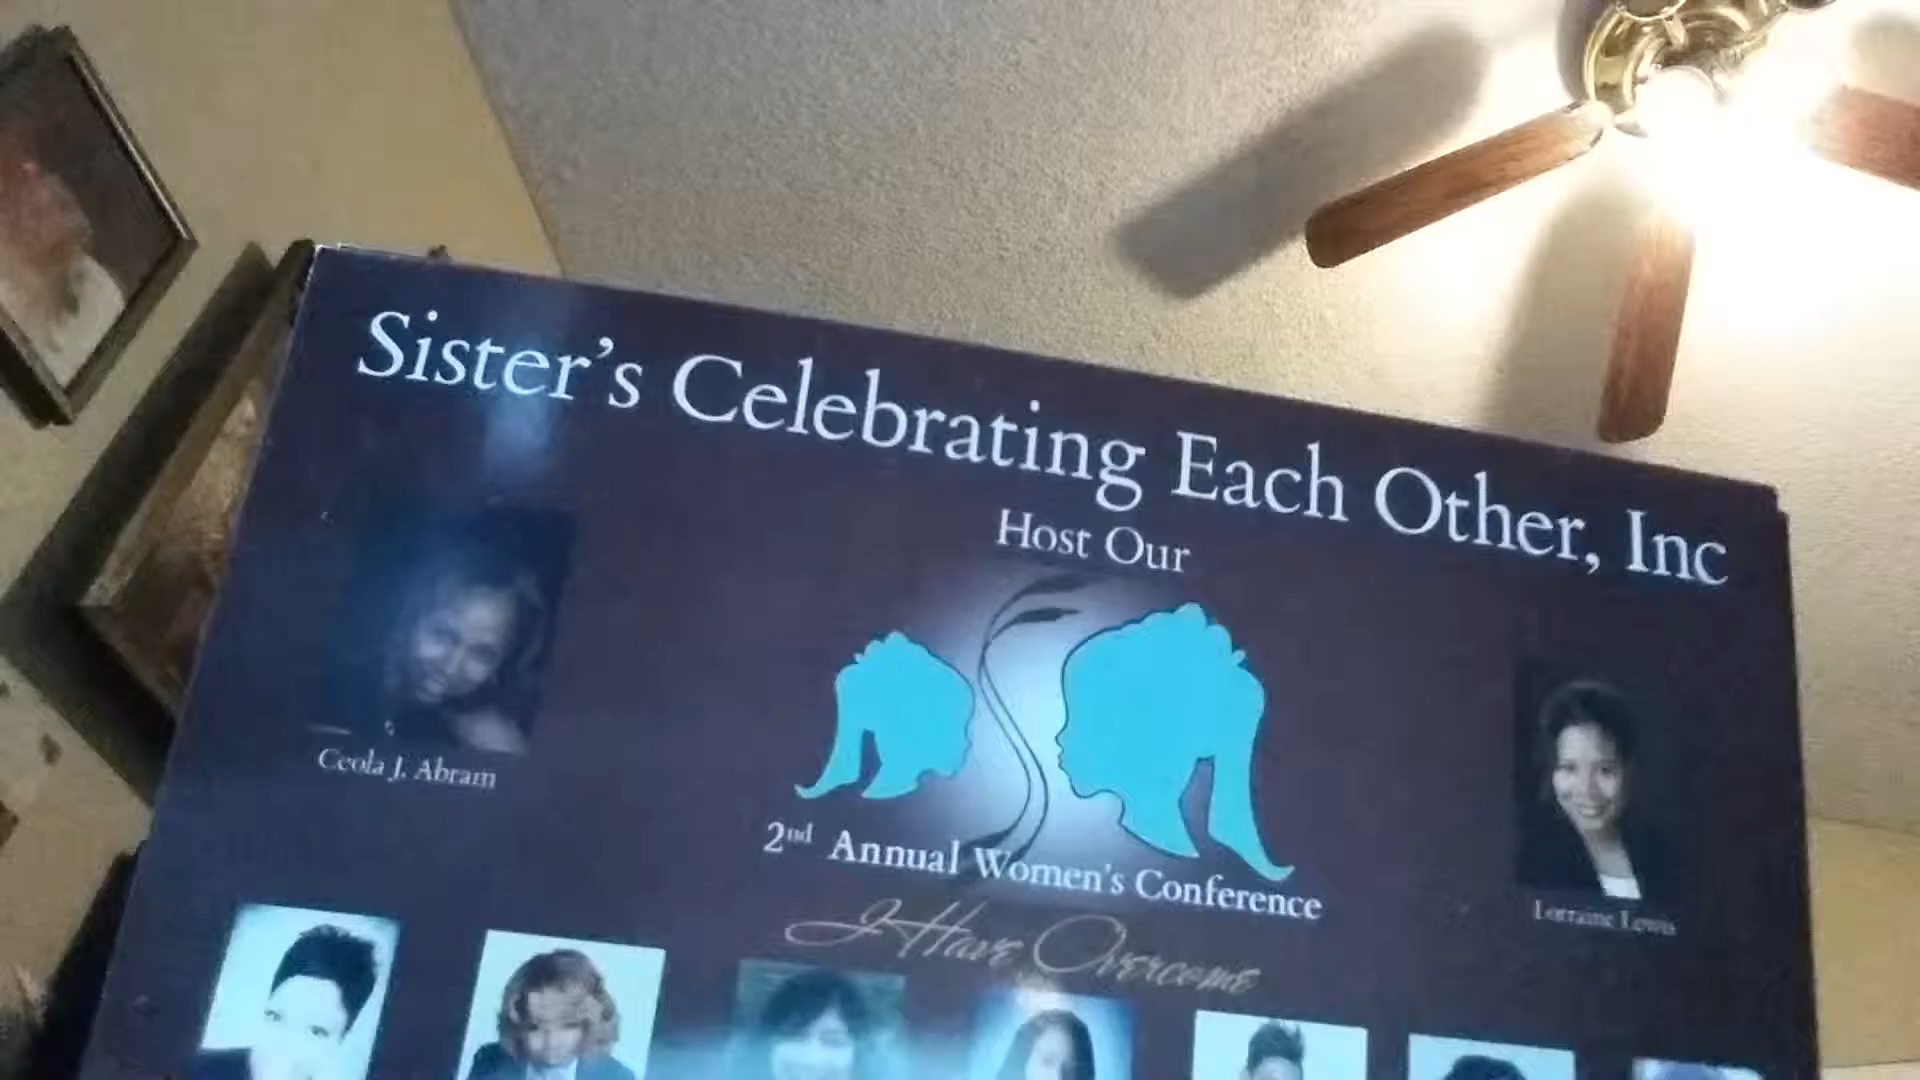 Sister's Celebrating Each Other, Inc
Host Our
Ceola J. Abram
2nd Annual Women's Conference
Lorraine Lewis
I Have Overcome